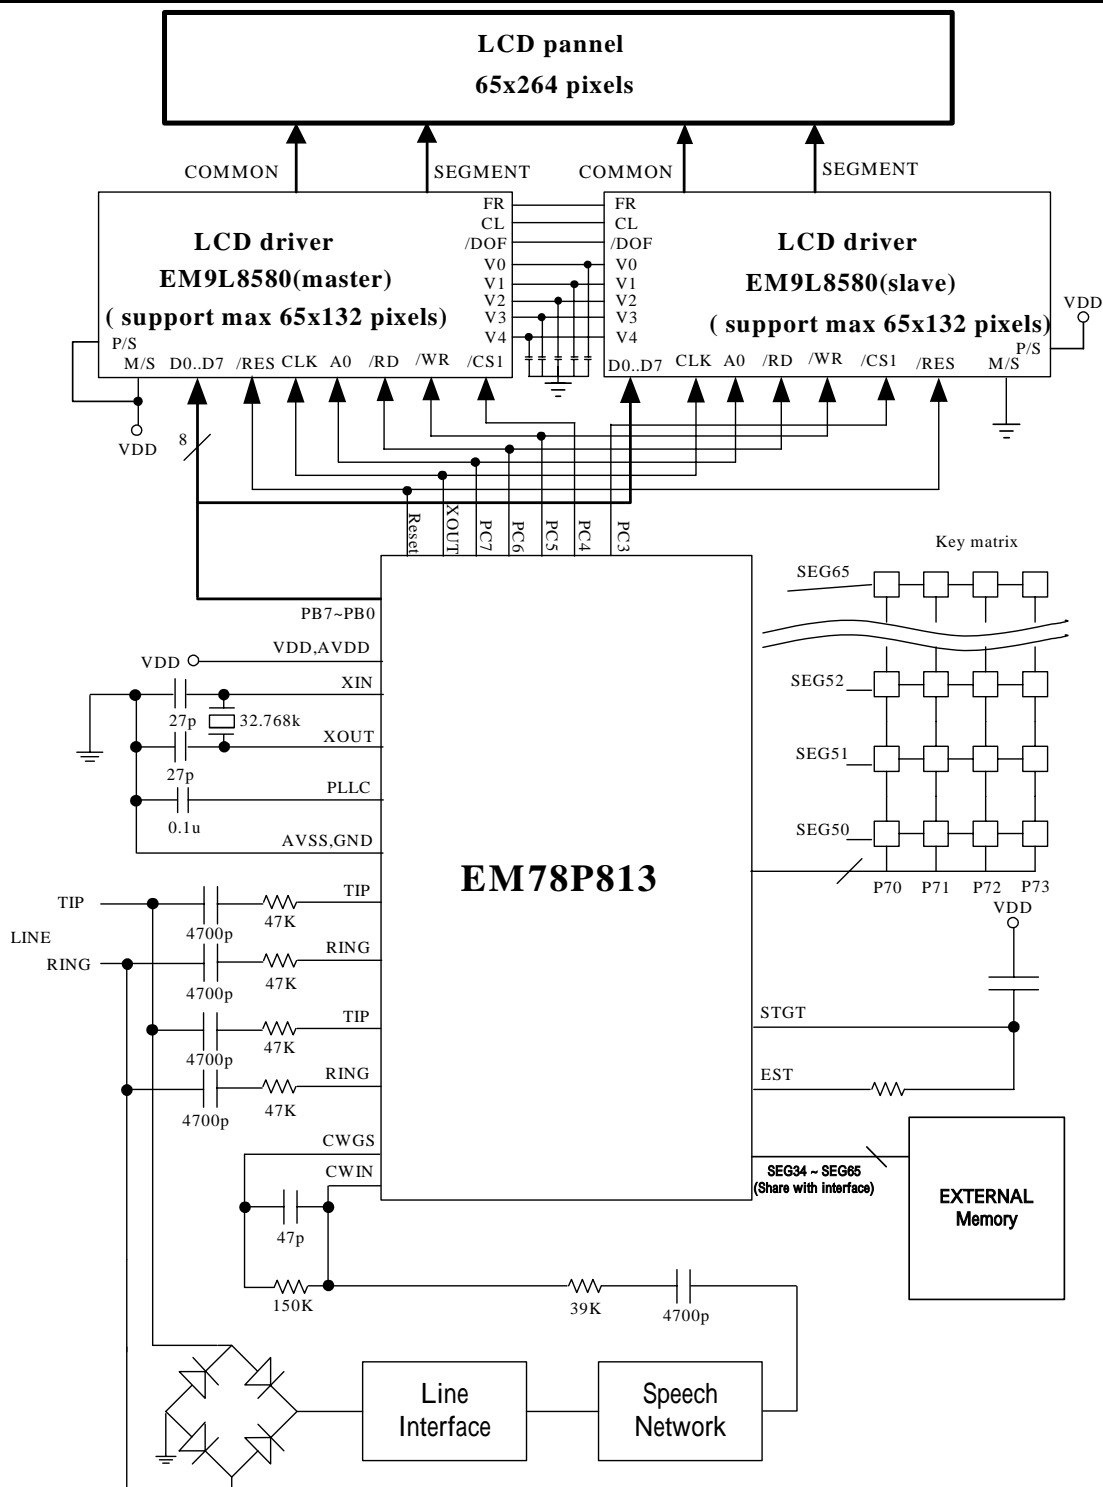 LCD pannel
65x264 pixels
COMMON
SEGMENT
COMMON
SEGMENT
LCD driver
EM9L8580(master)
( support max 65x132 pixels)
FR
CL
/DOF
V0
V1
V2
V3
V4
P/S
M/S
D0..D7
/RES
CLK
A0
/RD
/WR
/CS1
VDD
FR
CL
/DOF
V0
V1
V2
V3
V4
LCD driver
EM9L8580(slave)
( support max 65x132 pixels)
D0..D7
CLK
A0
/RD
/WR
/CS1
/RES
M/S
P/S
VDD
8
Reset
XOUT
PC7
PC6
PC5
PC4
PC3
Key matrix
SEG65
SEG52
SEG51
SEG50
P70
P71
P72
P73
PB7~PB0
VDD,AVDD
VDD
XIN
27p
32.768k
XOUT
27p
PLLC
0.1u
AVSS,GND
EM78P813
TIP
TIP
4700p
47K
LINE
RING
RING
4700p
47K
TIP
4700p
47K
RING
4700p
47K
VDD
STGT
EST
CWGS
CWIN
47p
150K
39K
4700p
SEG34 ~ SEG65
(Share with interface)
EXTERNAL
Memory
Line
Interface
Speech
Network